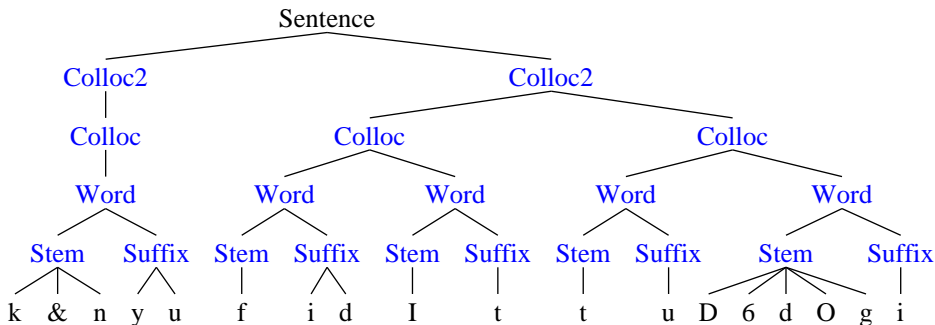 Sentence
Colloc2 Colloc2
Colloc Colloc Colloc
Word Word Word Word Word
Stem Suffix Stem Suffix Stem Suffix Stem Suffix Stem Suffix
k & n y u f i d I t t u D 6 d O g i